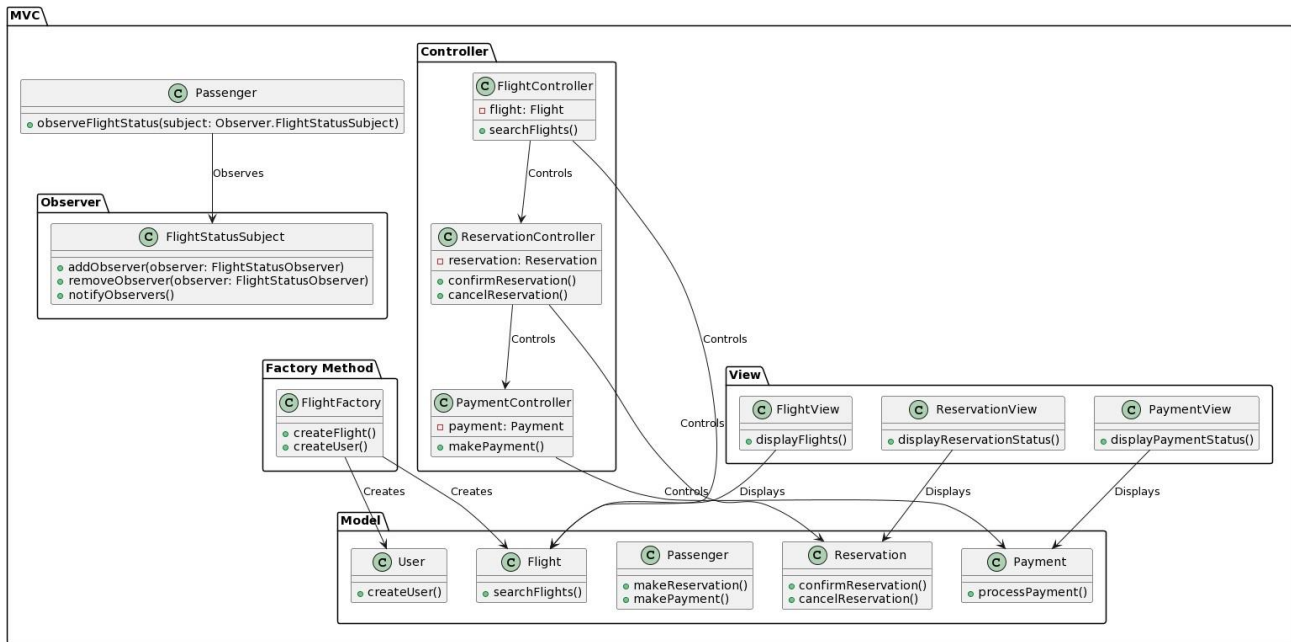 MVC
Controller
C FlightController
flight: Flight
searchFlights()
C Passenger
observeFlightStatus(subject: Observer.FlightStatusSubject)
Controls
Observes
Observer
C FlightStatusSubject
addObserver(observer: FlightStatusObserver)
removeObserver(observer: FlightStatusObserver)
notifyObservers()
C ReservationController
reservation: Reservation
confirmReservation()
cancelReservation()
Controls
Controls
Factory Method
C FlightFactory
createFlight()
createUser()
C PaymentController
payment: Payment
makePayment()
Controls
View
C FlightView
displayFlights()
C ReservationView
displayReservationStatus()
C PaymentView
displayPaymentStatus()
Creates
Creates
Controls
Displays
Displays
Displays
Model
C User
createUser()
C Flight
searchFlights()
C Passenger
makeReservation()
makePayment()
C Reservation
confirmReservation()
cancelReservation()
C Payment
processPayment()